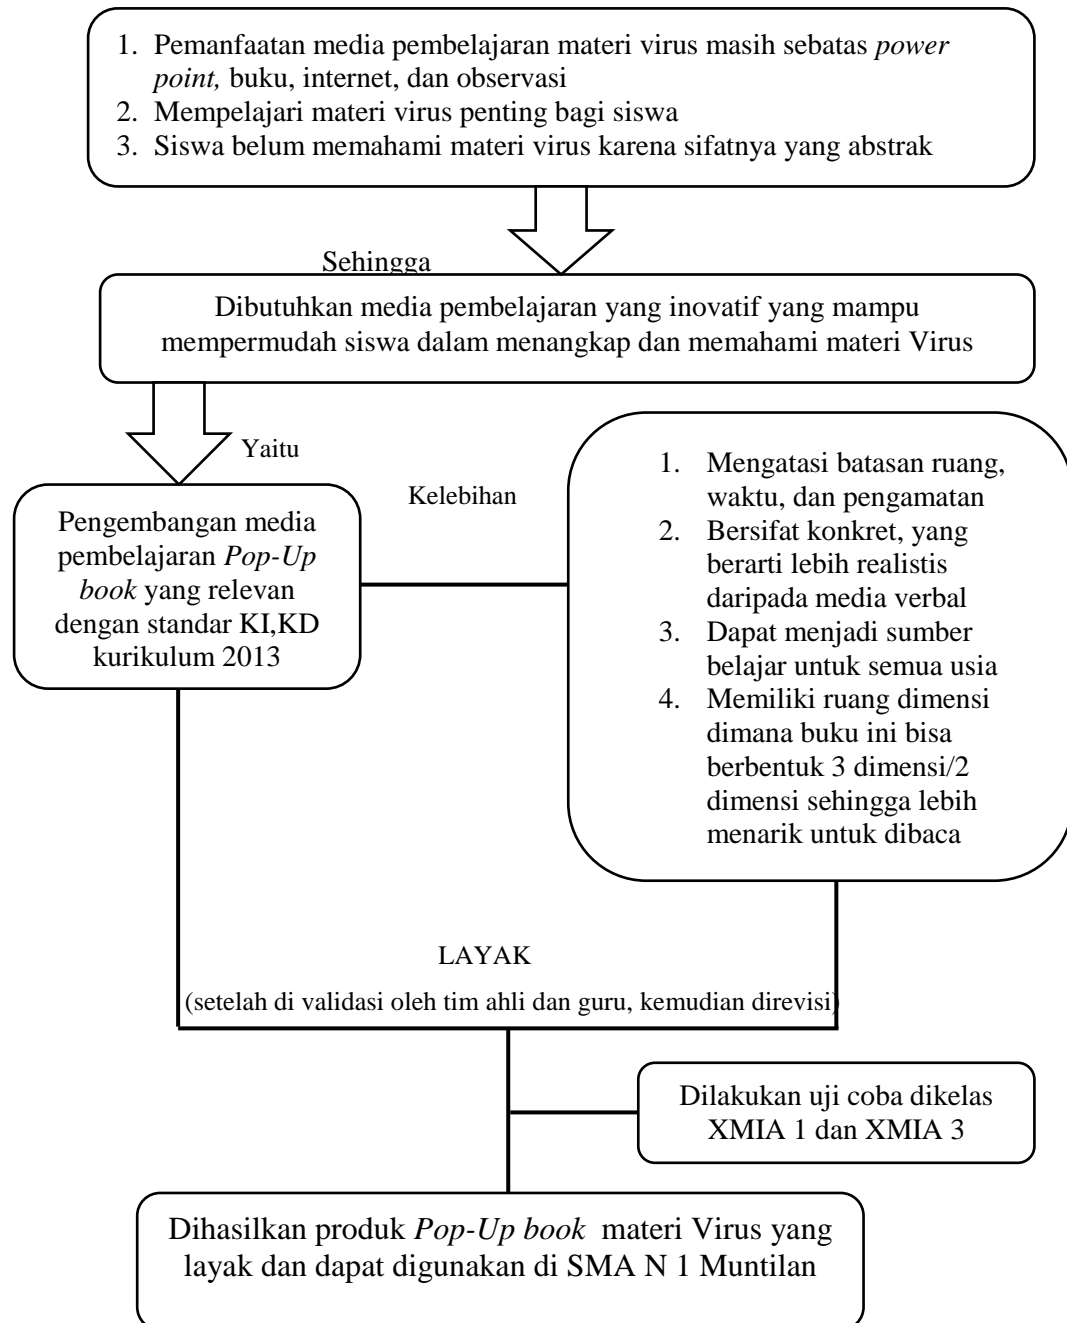 1. Pemanfaatan media pembelajaran materi virus masih sebatas power
point, buku, internet, dan observasi
2. Mempelajari materi virus penting bagi siswa
3. Siswa belum memahami materi virus karena sifatnya yang abstrak
Sehingga
Dibutuhkan media pembelajaran yang inovatif yang mampu
mempermudah siswa dalam menangkap dan memahami materi Virus
Yaitu
Pengembangan media
pembelajaran Pop-Up
book yang relevan
dengan standar KI,KD
kurikulum 2013
Kelebihan
1. Mengatasi batasan ruang,
waktu, dan pengamatan
2. Bersifat konkret, yang
berarti lebih realistis
daripada media verbal
3. Dapat menjadi sumber
belajar untuk semua usia
4. Memiliki ruang dimensi
dimana buku ini bisa
berbentuk 3 dimensi/2
dimensi sehingga lebih
menarik untuk dibaca
LAYAK
(setelah di validasi oleh tim ahli dan guru, kemudian direvisi)
Dilakukan uji coba dikelas
XMIA 1 dan XMIA 3
Dihasilkan produk Pop-Up book materi Virus yang
layak dan dapat digunakan di SMA N 1 Muntilan